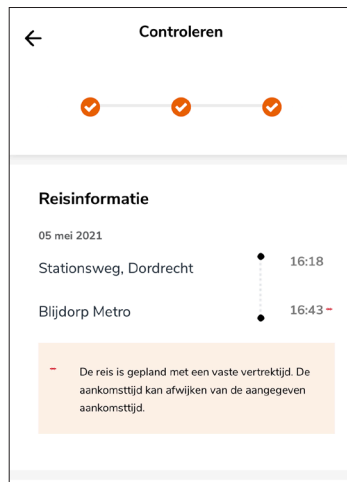 Controleren
Reisinformatie
05 mei 2021
Stationsweg, Dordrecht 16:18
Blijdorp Metro 16:43 -
- De reis is gepland met een vaste vertrektijd. De
aankomsttijd kan afwijken van de aangegeven
aankomsttijd.